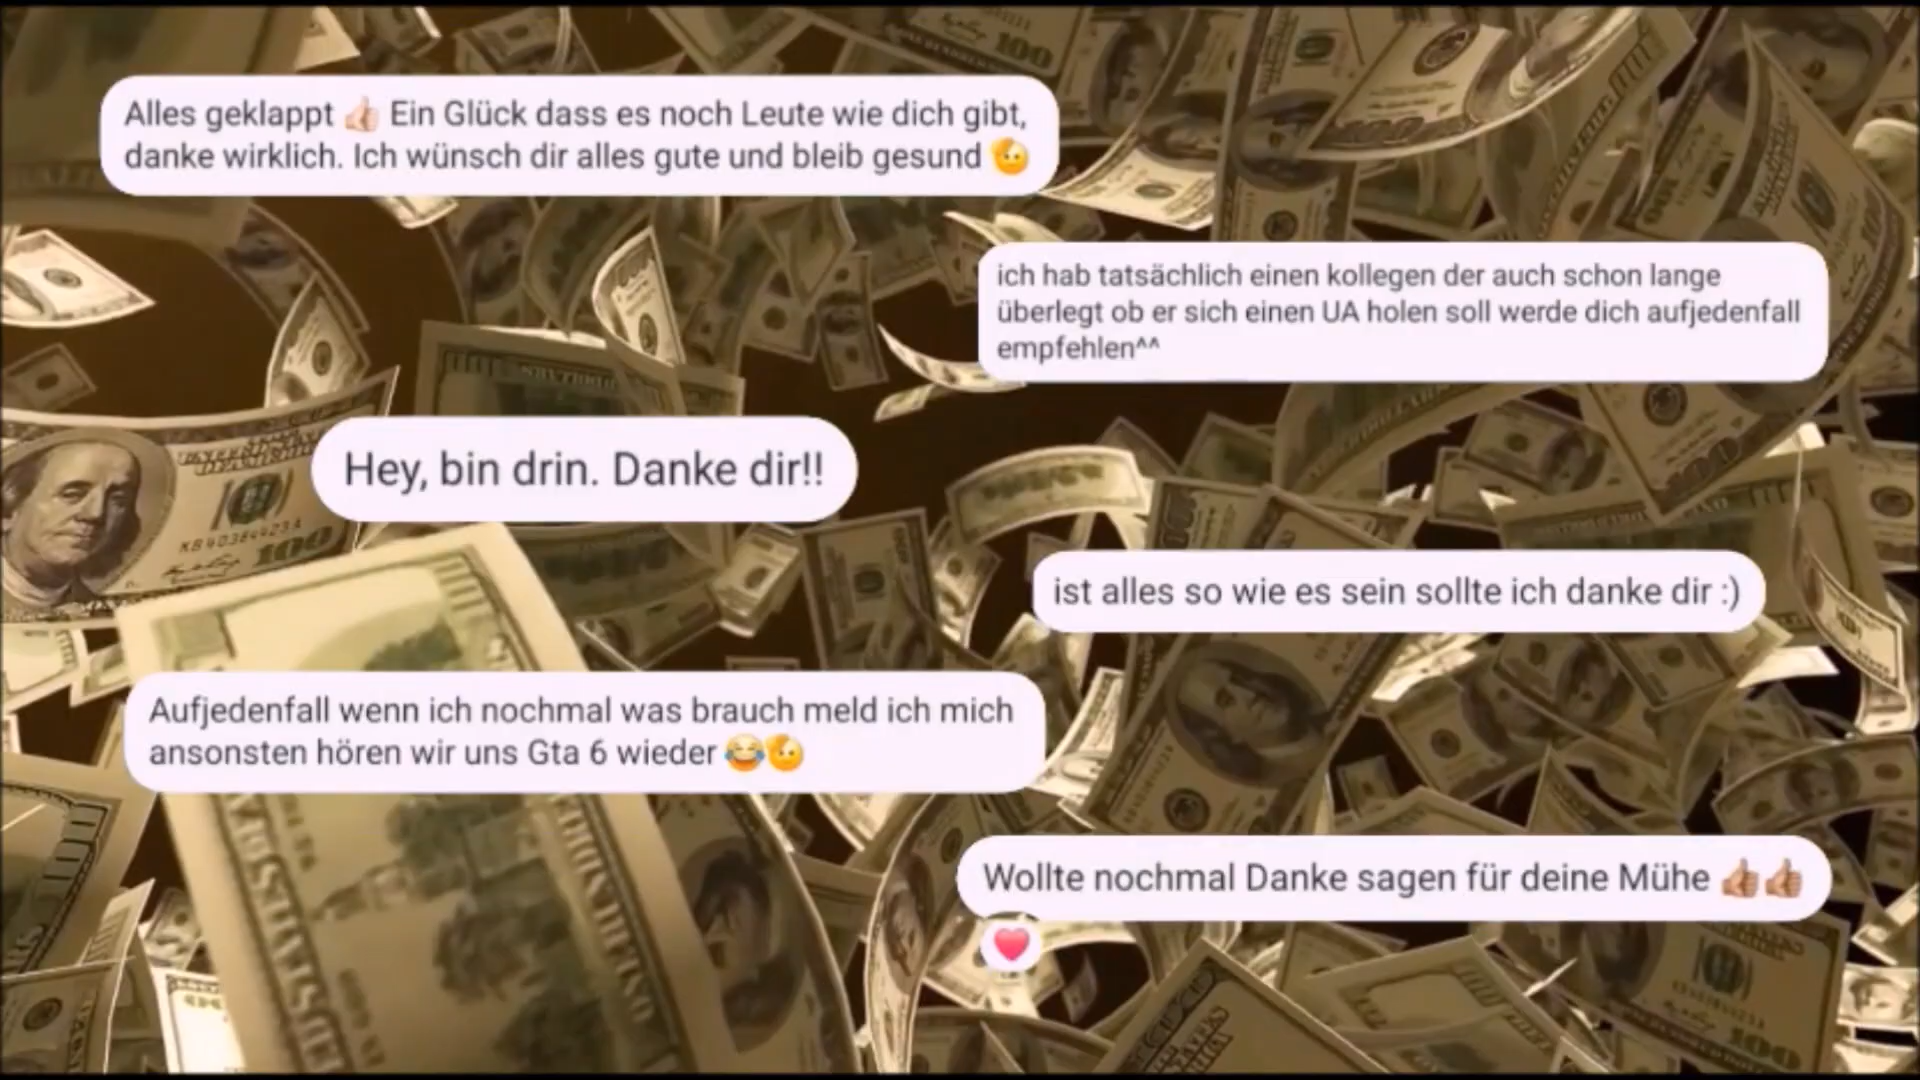 Alles geklappt 👍🏻 Ein Glück dass es noch Leute wie dich gibt,
danke wirklich. Ich wünsch dir alles gute und bleib gesund 🫡
ich hab tatsächlich einen kollegen der auch schon lange
überlegt ob er sich einen UA holen soll werde dich aufjedenfall
empfehlen^^
Hey, bin drin. Danke dir!!
ist alles so wie es sein sollte ich danke dir :)
Aufjedenfall wenn ich nochmal was brauch meld ich mich
ansonsten hören wir uns Gta 6 wieder 😂🫡
Wollte nochmal Danke sagen für deine Mühe 👍🏽👍🏽
100